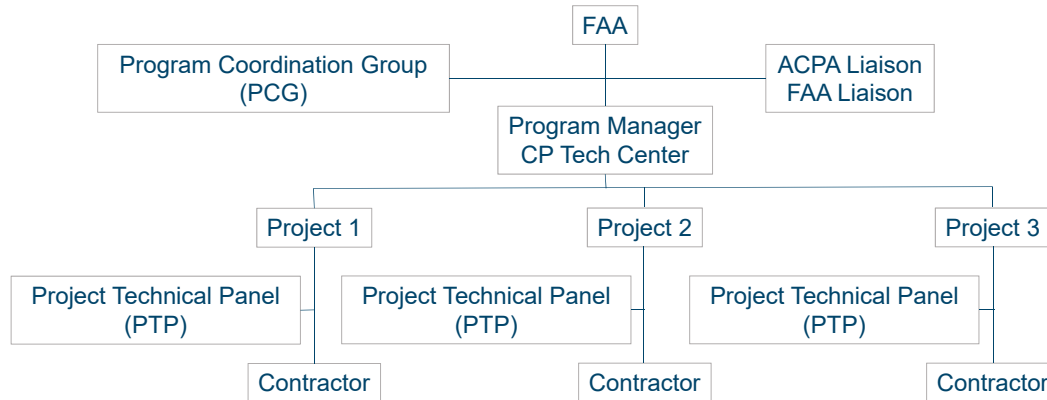 FAA
Program Coordination Group
(PCG)
ACPA Liaison
FAA Liaison
Program Manager
CP Tech Center
Project 1
Project 2
Project 3
Project Technical Panel
(PTP)
Project Technical Panel
(PTP)
Project Technical Panel
(PTP)
Contractor
Contractor
Contractor